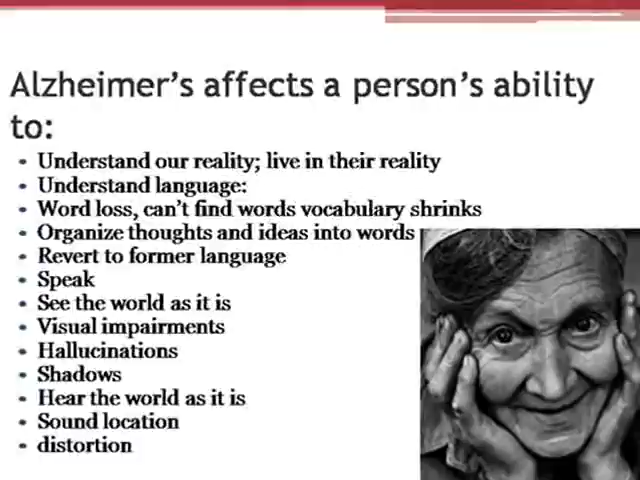 Alzheimer's affects a person's ability
to:
• Understand our reality; live in their reality
• Understand language:
• Word loss, can't find words vocabulary shrinks
• Organize thoughts and ideas into words
• Revert to former language
• Speak
• See the world as it is
• Visual impairments
• Hallucinations
• Shadows
• Hear the world as it is
• Sound location
• distortion